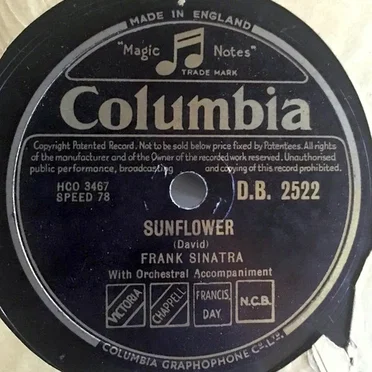 MADE IN ENGLAND
"Magic Notes"
TRADE MARK
Columbia
Copyright Patented Record. Not to be sold below price fixed by Patentees. All rights
of the manufacturer and of the Owner of the recorded work reserved. Unauthorised
public performance, broadcasting and copying of this record prohibited.
HCO 3467
SPEED 78
D.B. 2522
SUNFLOWER
(David)
FRANK SINATRA
With Orchestral Accompaniment
VICTORIA
CHAPPELL
FRANCIS,
DAY
N.C.B.
COLUMBIA GRAPHOPHONE Co. Ltd.